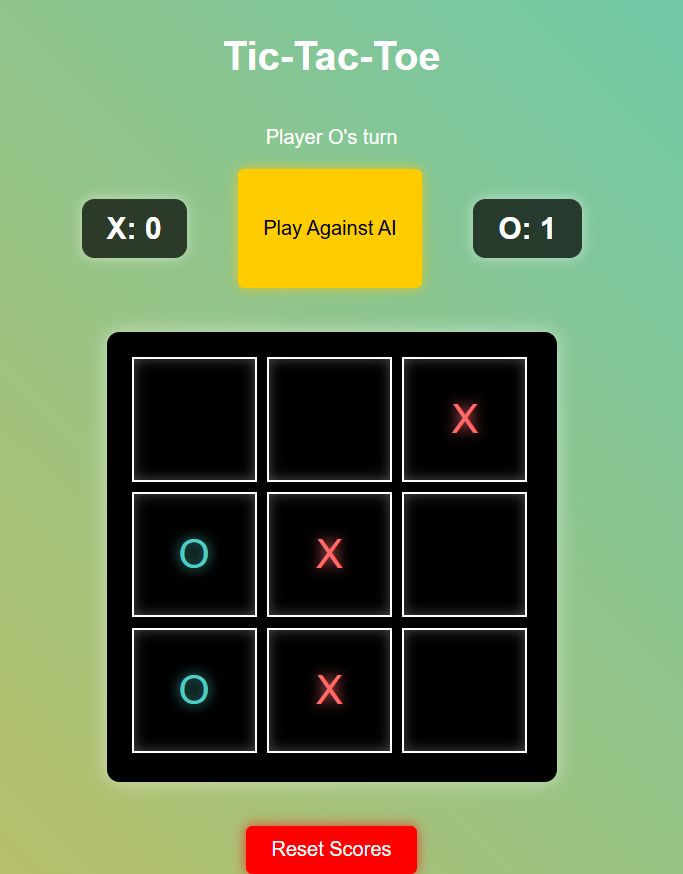 Tic-Tac-Toe
Player O's turn
X: 0
Play Against AI
O: 1
X
O X
O X
Reset Scores